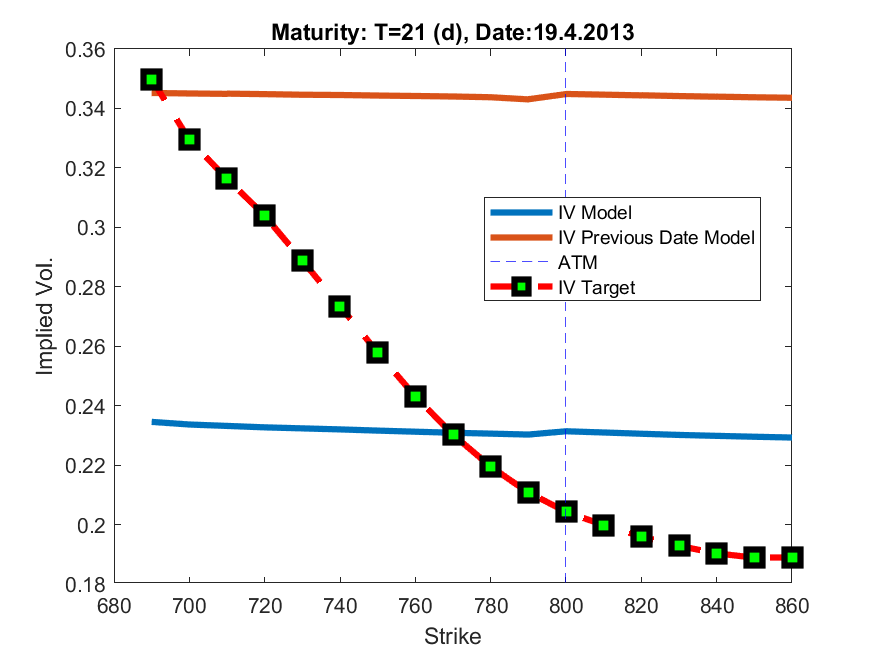 Maturity: T=21 (d), Date:19.4.2013
0.36
0.34
0.32
0.3
0.28
0.26
0.24
0.22
0.2
0.18
Implied Vol.
IV Model
IV Previous Date Model
ATM
IV Target
680 700 720 740 760 780 800 820 840 860
Strike